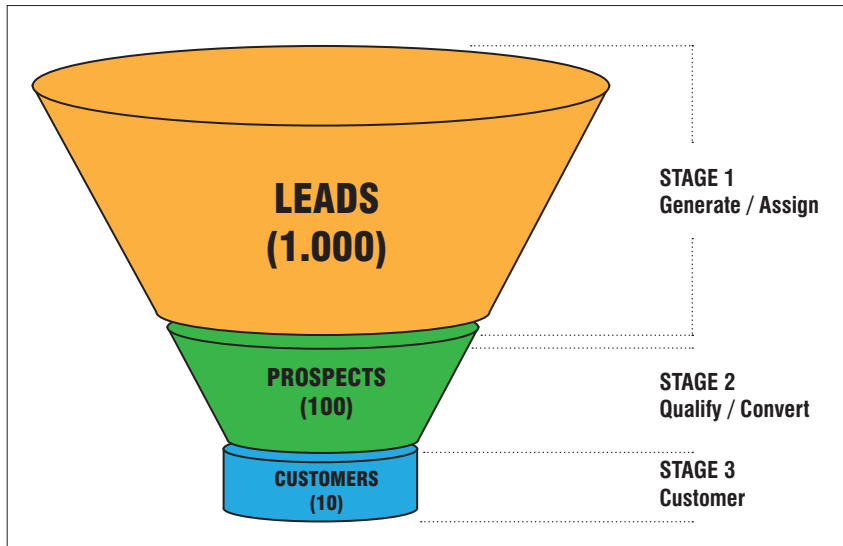 LEADS
(1.000)
STAGE 1
Generate / Assign
PROSPECTS
(100)
STAGE 2
Qualify / Convert
CUSTOMERS
(10)
STAGE 3
Customer